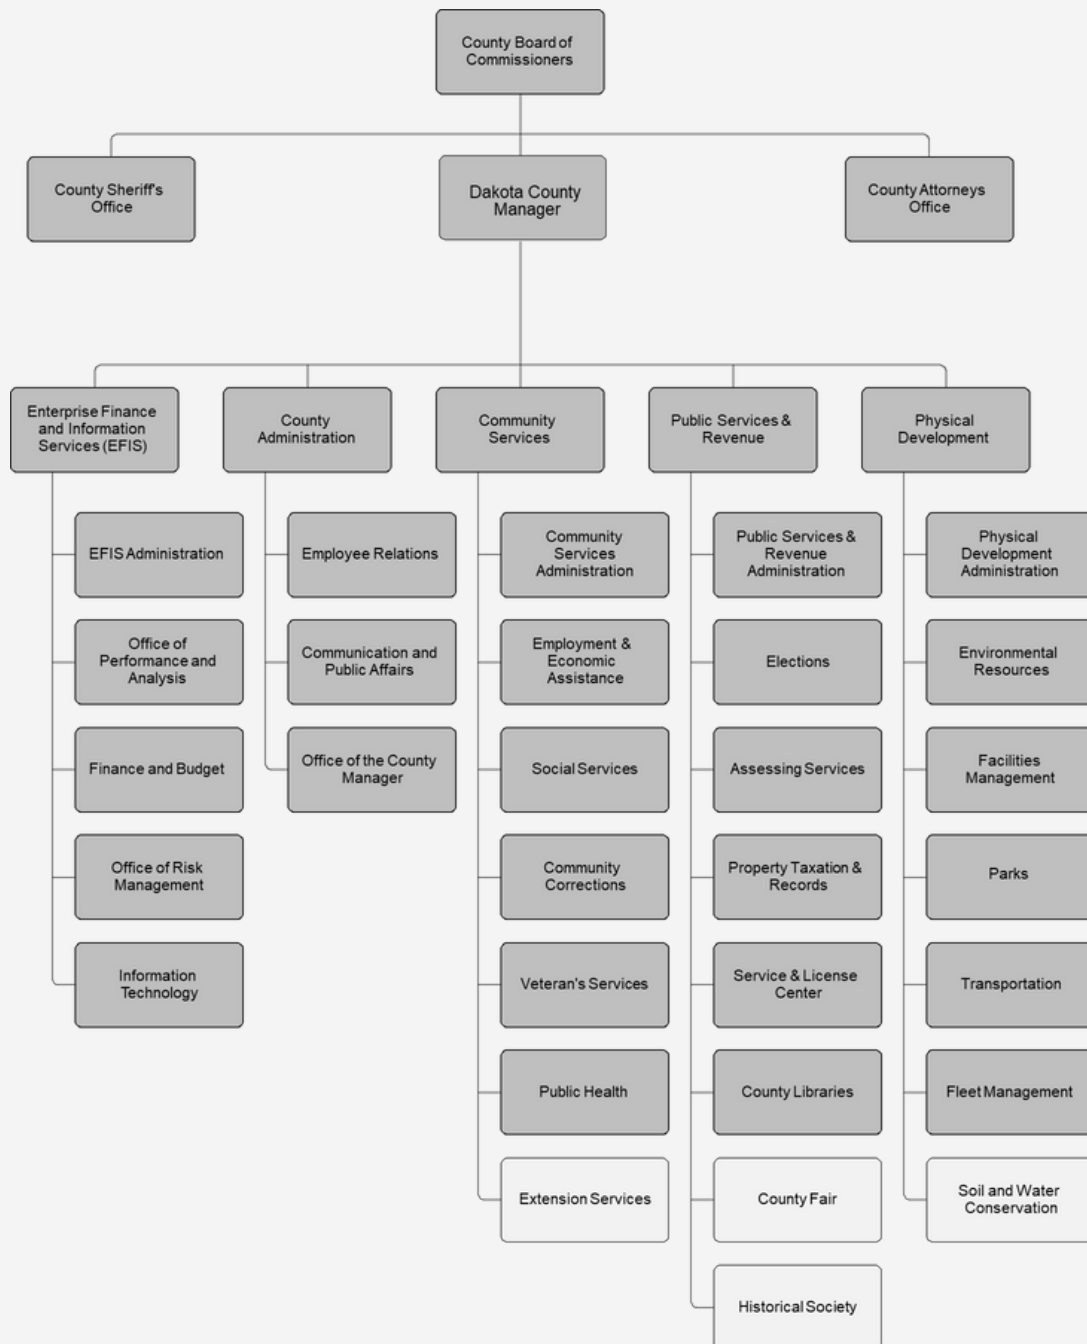 County Board of
Commissioners
County Sheriff's
Office
Dakota County
Manager
County Attorneys
Office
Enterprise Finance
and Information
Services (EFIS)
County
Administration
Community
Services
Public Services &
Revenue
Physical
Development
EFIS Administration
Office of
Performance and
Analysis
Finance and Budget
Office of Risk
Management
Information
Technology
Employee Relations
Communication and
Public Affairs
Office of the County
Manager
Community
Services
Administration
Employment &
Economic
Assistance
Social Services
Community
Corrections
Veteran's Services
Public Health
Extension Services
Public Services &
Revenue
Administration
Elections
Assessing Services
Property Taxation &
Records
Service & License
Center
County Libraries
County Fair
Historical Society
Physical
Development
Administration
Environmental
Resources
Facilities
Management
Parks
Transportation
Fleet Management
Soil and Water
Conservation